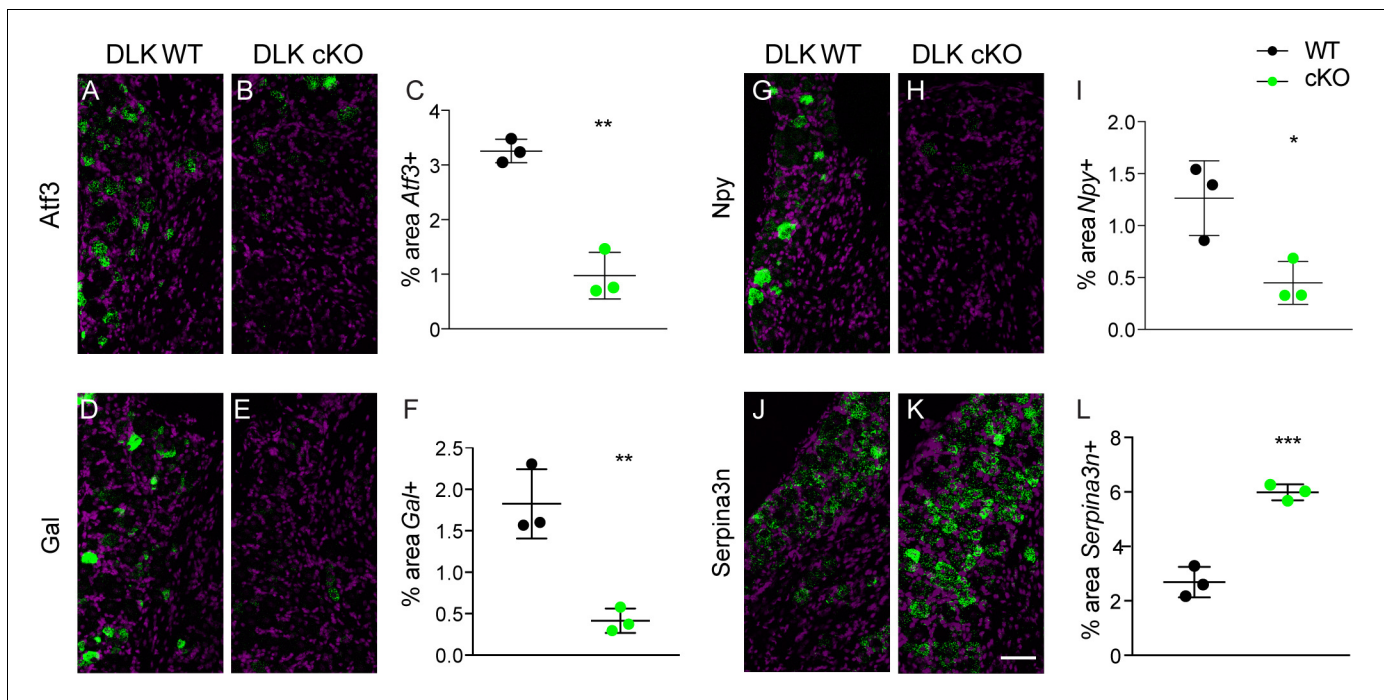 DLK WT DLK cKO
A
B
Atf3
C
% area Atf3+
4
3
2
1
0
**
D
E
Gal
F
% area Gal+
2.5
2.0
1.5
1.0
0.5
0.0
**
DLK WT DLK cKO
WT
cKO
G
H
Npy
I
% area Npy+
2.0
1.5
1.0
0.5
0.0
*
J
K
Serpina3n
L
% area Serpina3n+
8
6
4
2
0
***